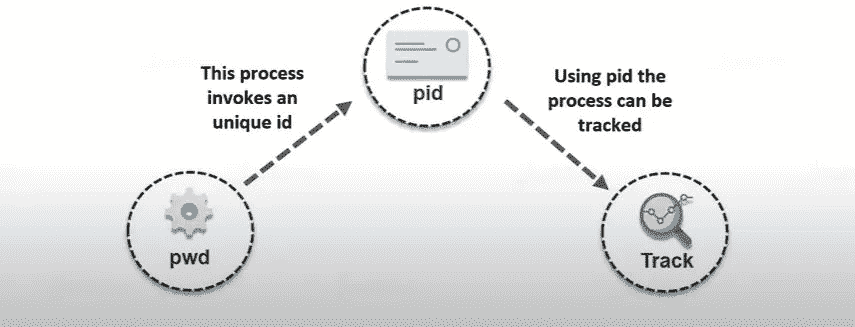 This process
invokes an
unique id
pid
Using pid the
process can be
tracked
pwd
Track